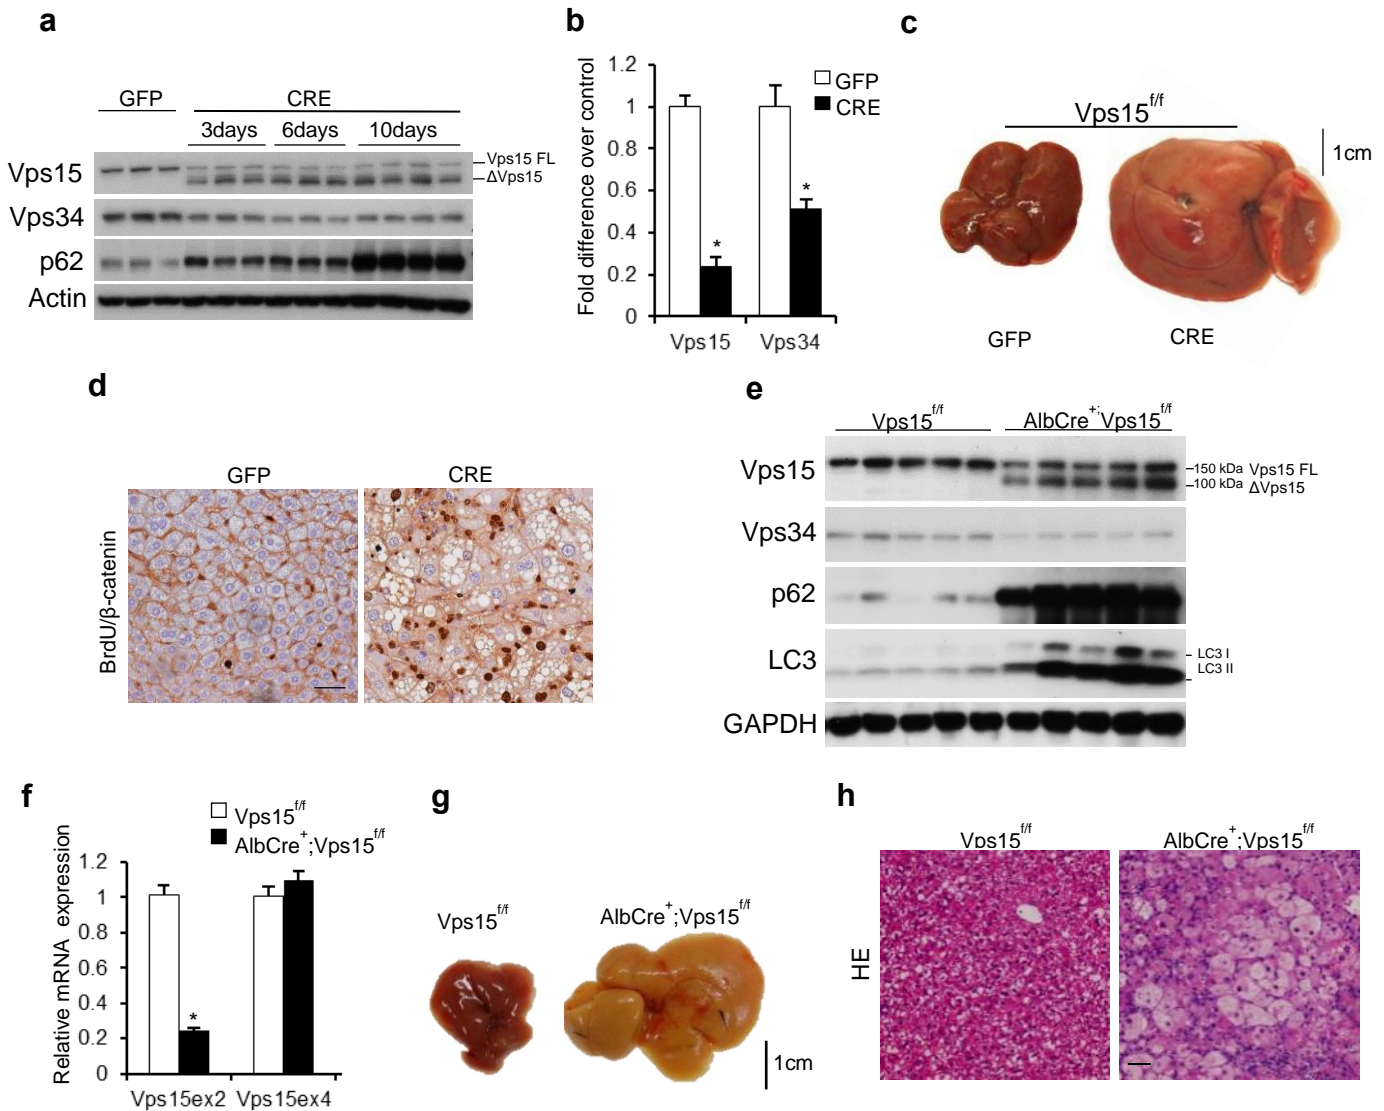 a
GFP
CRE
3days
6days
10days
Vps15
Vps15 FL
ΔVps15
Vps34
p62
Actin
b
Fold difference over control
1.2
1
0.8
0.6
0.4
0.2
0
GFP
CRE
*
*
Vps15
Vps34
c
Vps15f/f
1cm
GFP
CRE
d
GFP
CRE
BrdU/β-catenin
e
Vps15f/f
AlbCre+;Vps15f/f
Vps15
150 kDa Vps15 FL
100 kDa ΔVps15
Vps34
p62
LC3
LC3 I
LC3 II
GAPDH
f
Vps15f/f
AlbCre+;Vps15f/f
Relative mRNA expression
1.2
1
0.8
0.6
0.4
0.2
0
*
Vps15ex2
Vps15ex4
g
Vps15f/f
AlbCre+;Vps15f/f
1cm
h
Vps15f/f
AlbCre+;Vps15f/f
HE